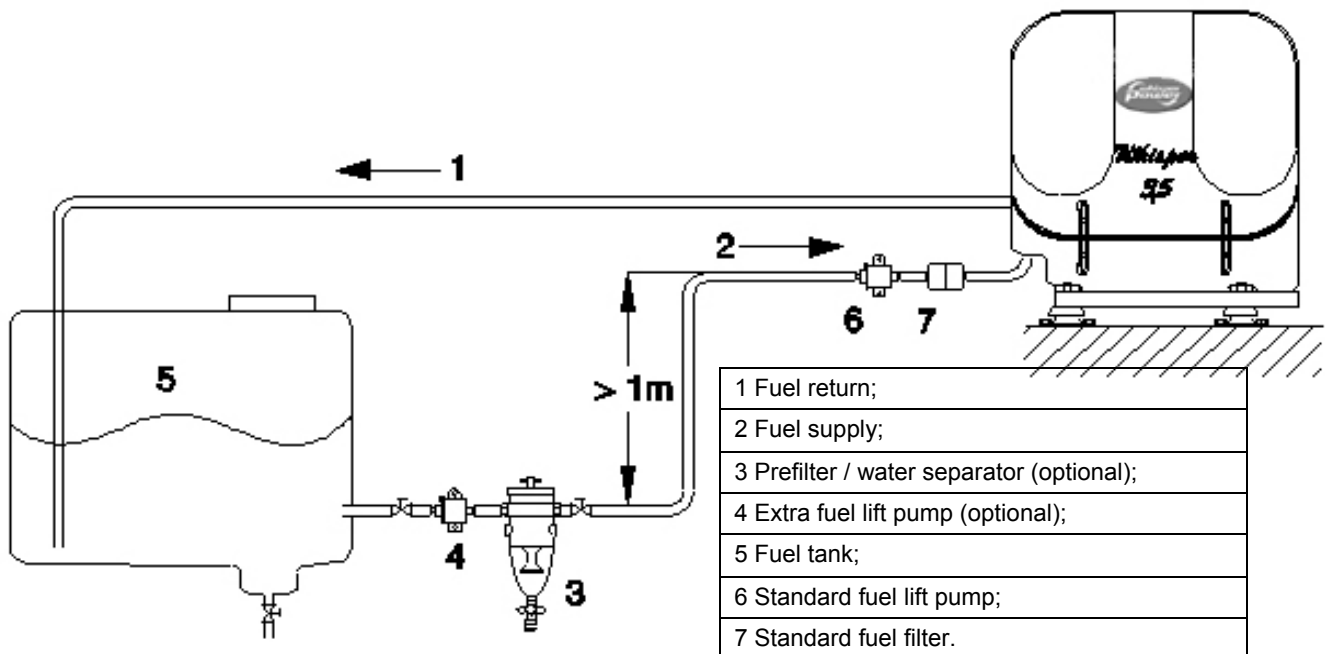 Power
Whisper
1
2
6
7
5
> 1m
4
3
1 Fuel return;
2 Fuel supply;
3 Prefilter / water separator (optional);
4 Extra fuel lift pump (optional);
5 Fuel tank;
6 Standard fuel lift pump;
7 Standard fuel filter.